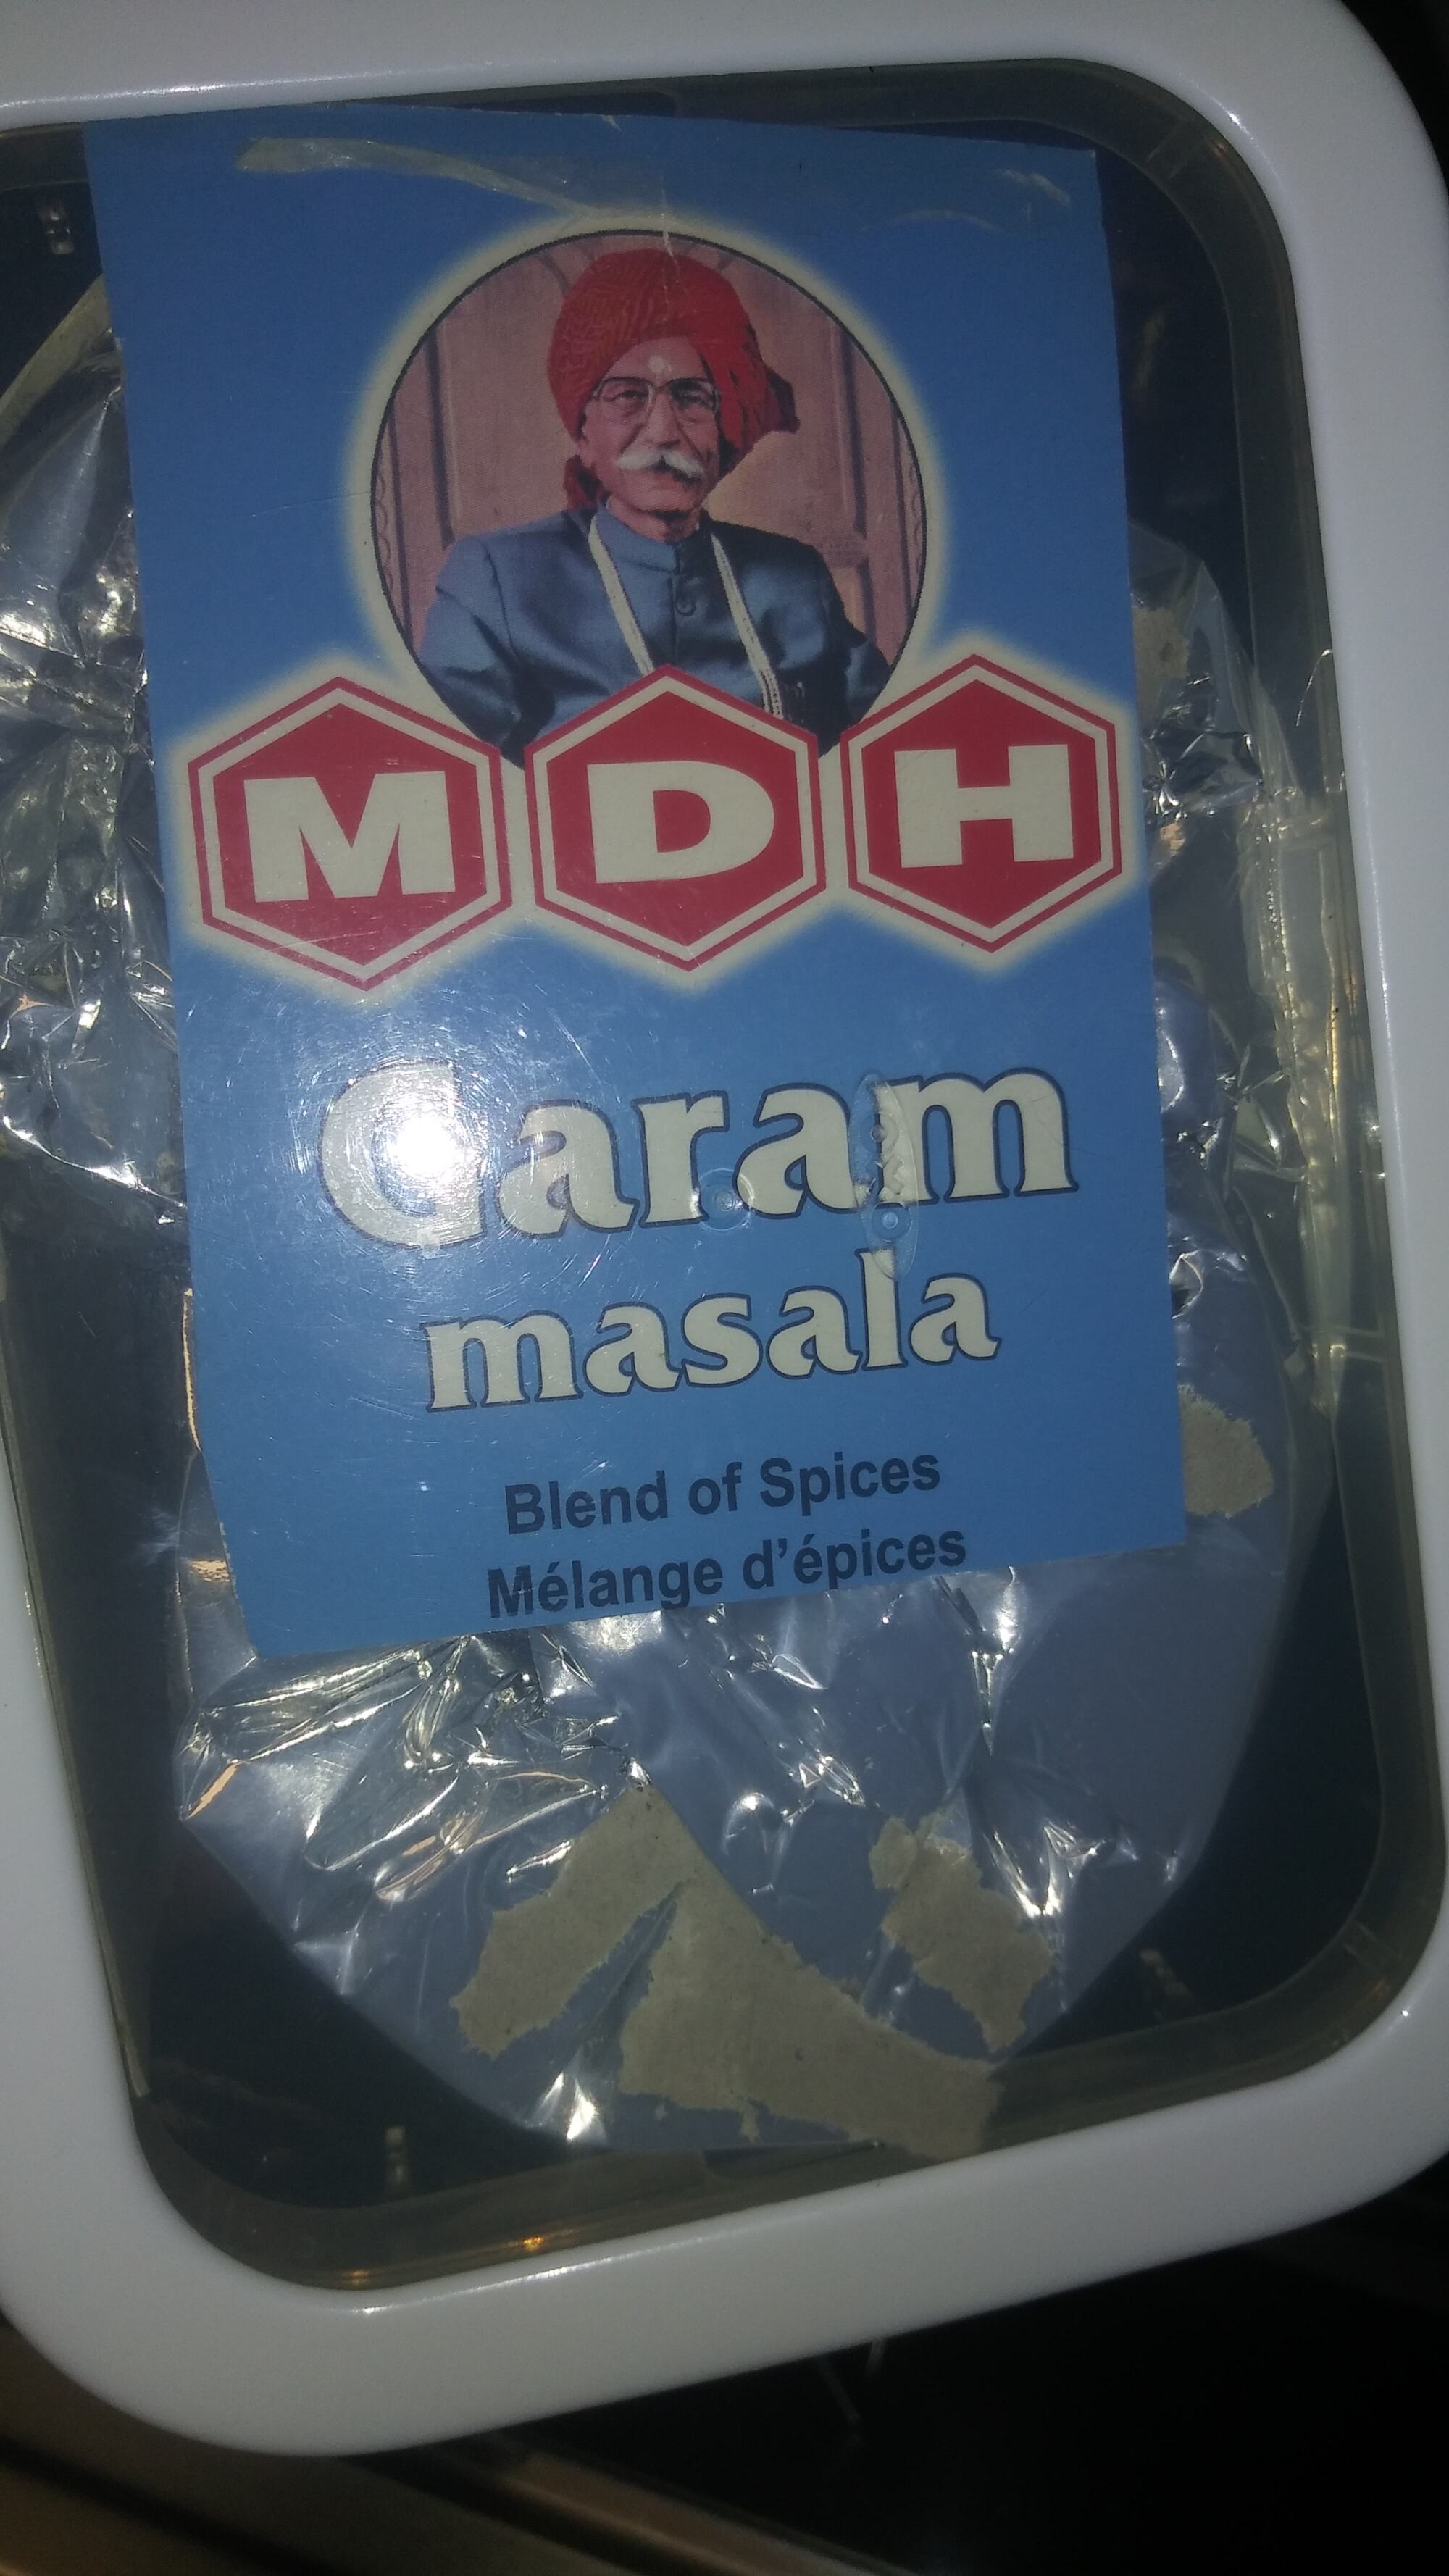 MDH
Garam
masala
Blend of Spices
Mélange d'épices